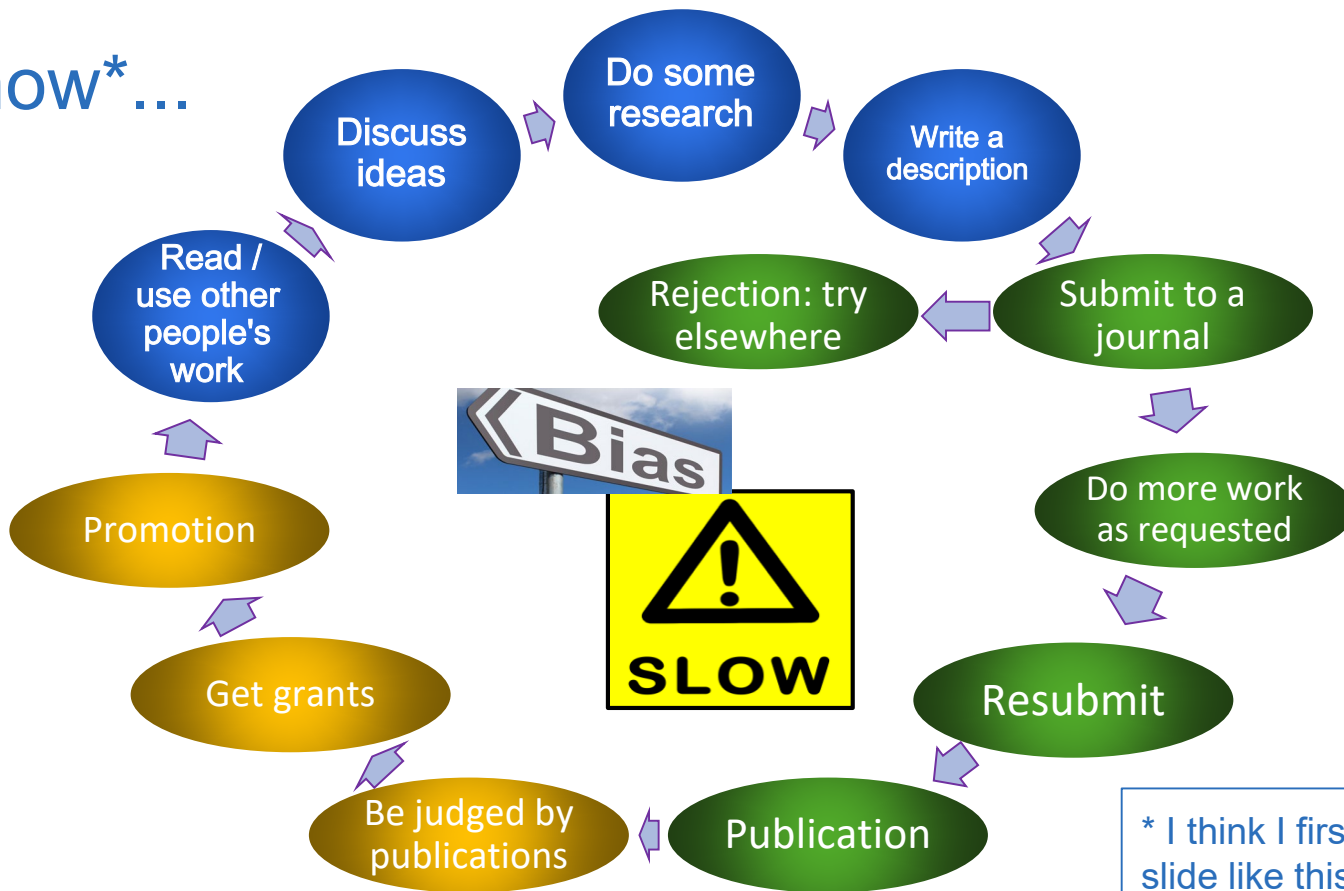 now*...
Do some
research
Discuss
ideas
Write a
description
Read /
use other
people's
work
Rejection: try
elsewhere
Submit to a
journal
Bias
Do more work
as requested
Promotion
SLOW
Get grants
Resubmit
Be judged by
publications
Publication
* I think I firs
slide like this